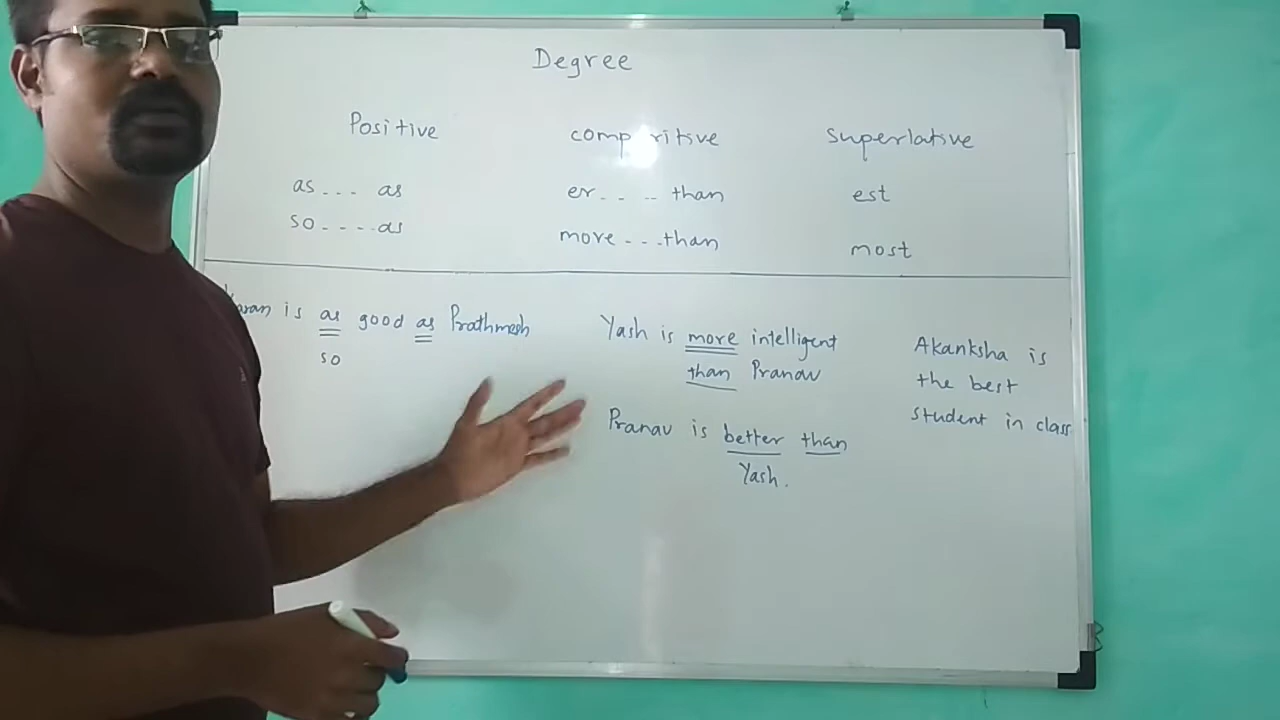 Degree
Positive comparitive superlative
as... as er.... than est
so....as more...than most
is as good as Prathmesh
so
Yash is more intelligent
than Pranav
Pranav is better than
Yash.
Akanksha is
the best
student in class